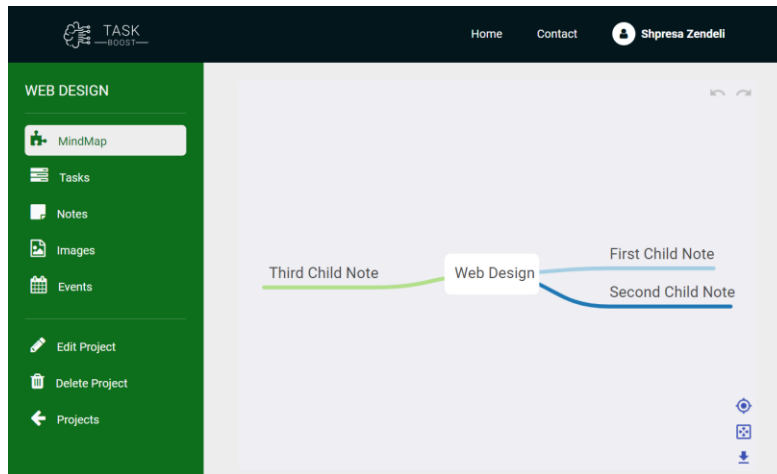 TASK
BOOST
Home
Contact
Shpresa Zendeli
WEB DESIGN
MindMap
Tasks
Notes
Images
Events
Edit Project
Delete Project
Projects
First Child Note
Third Child Note
Web Design
Second Child Note